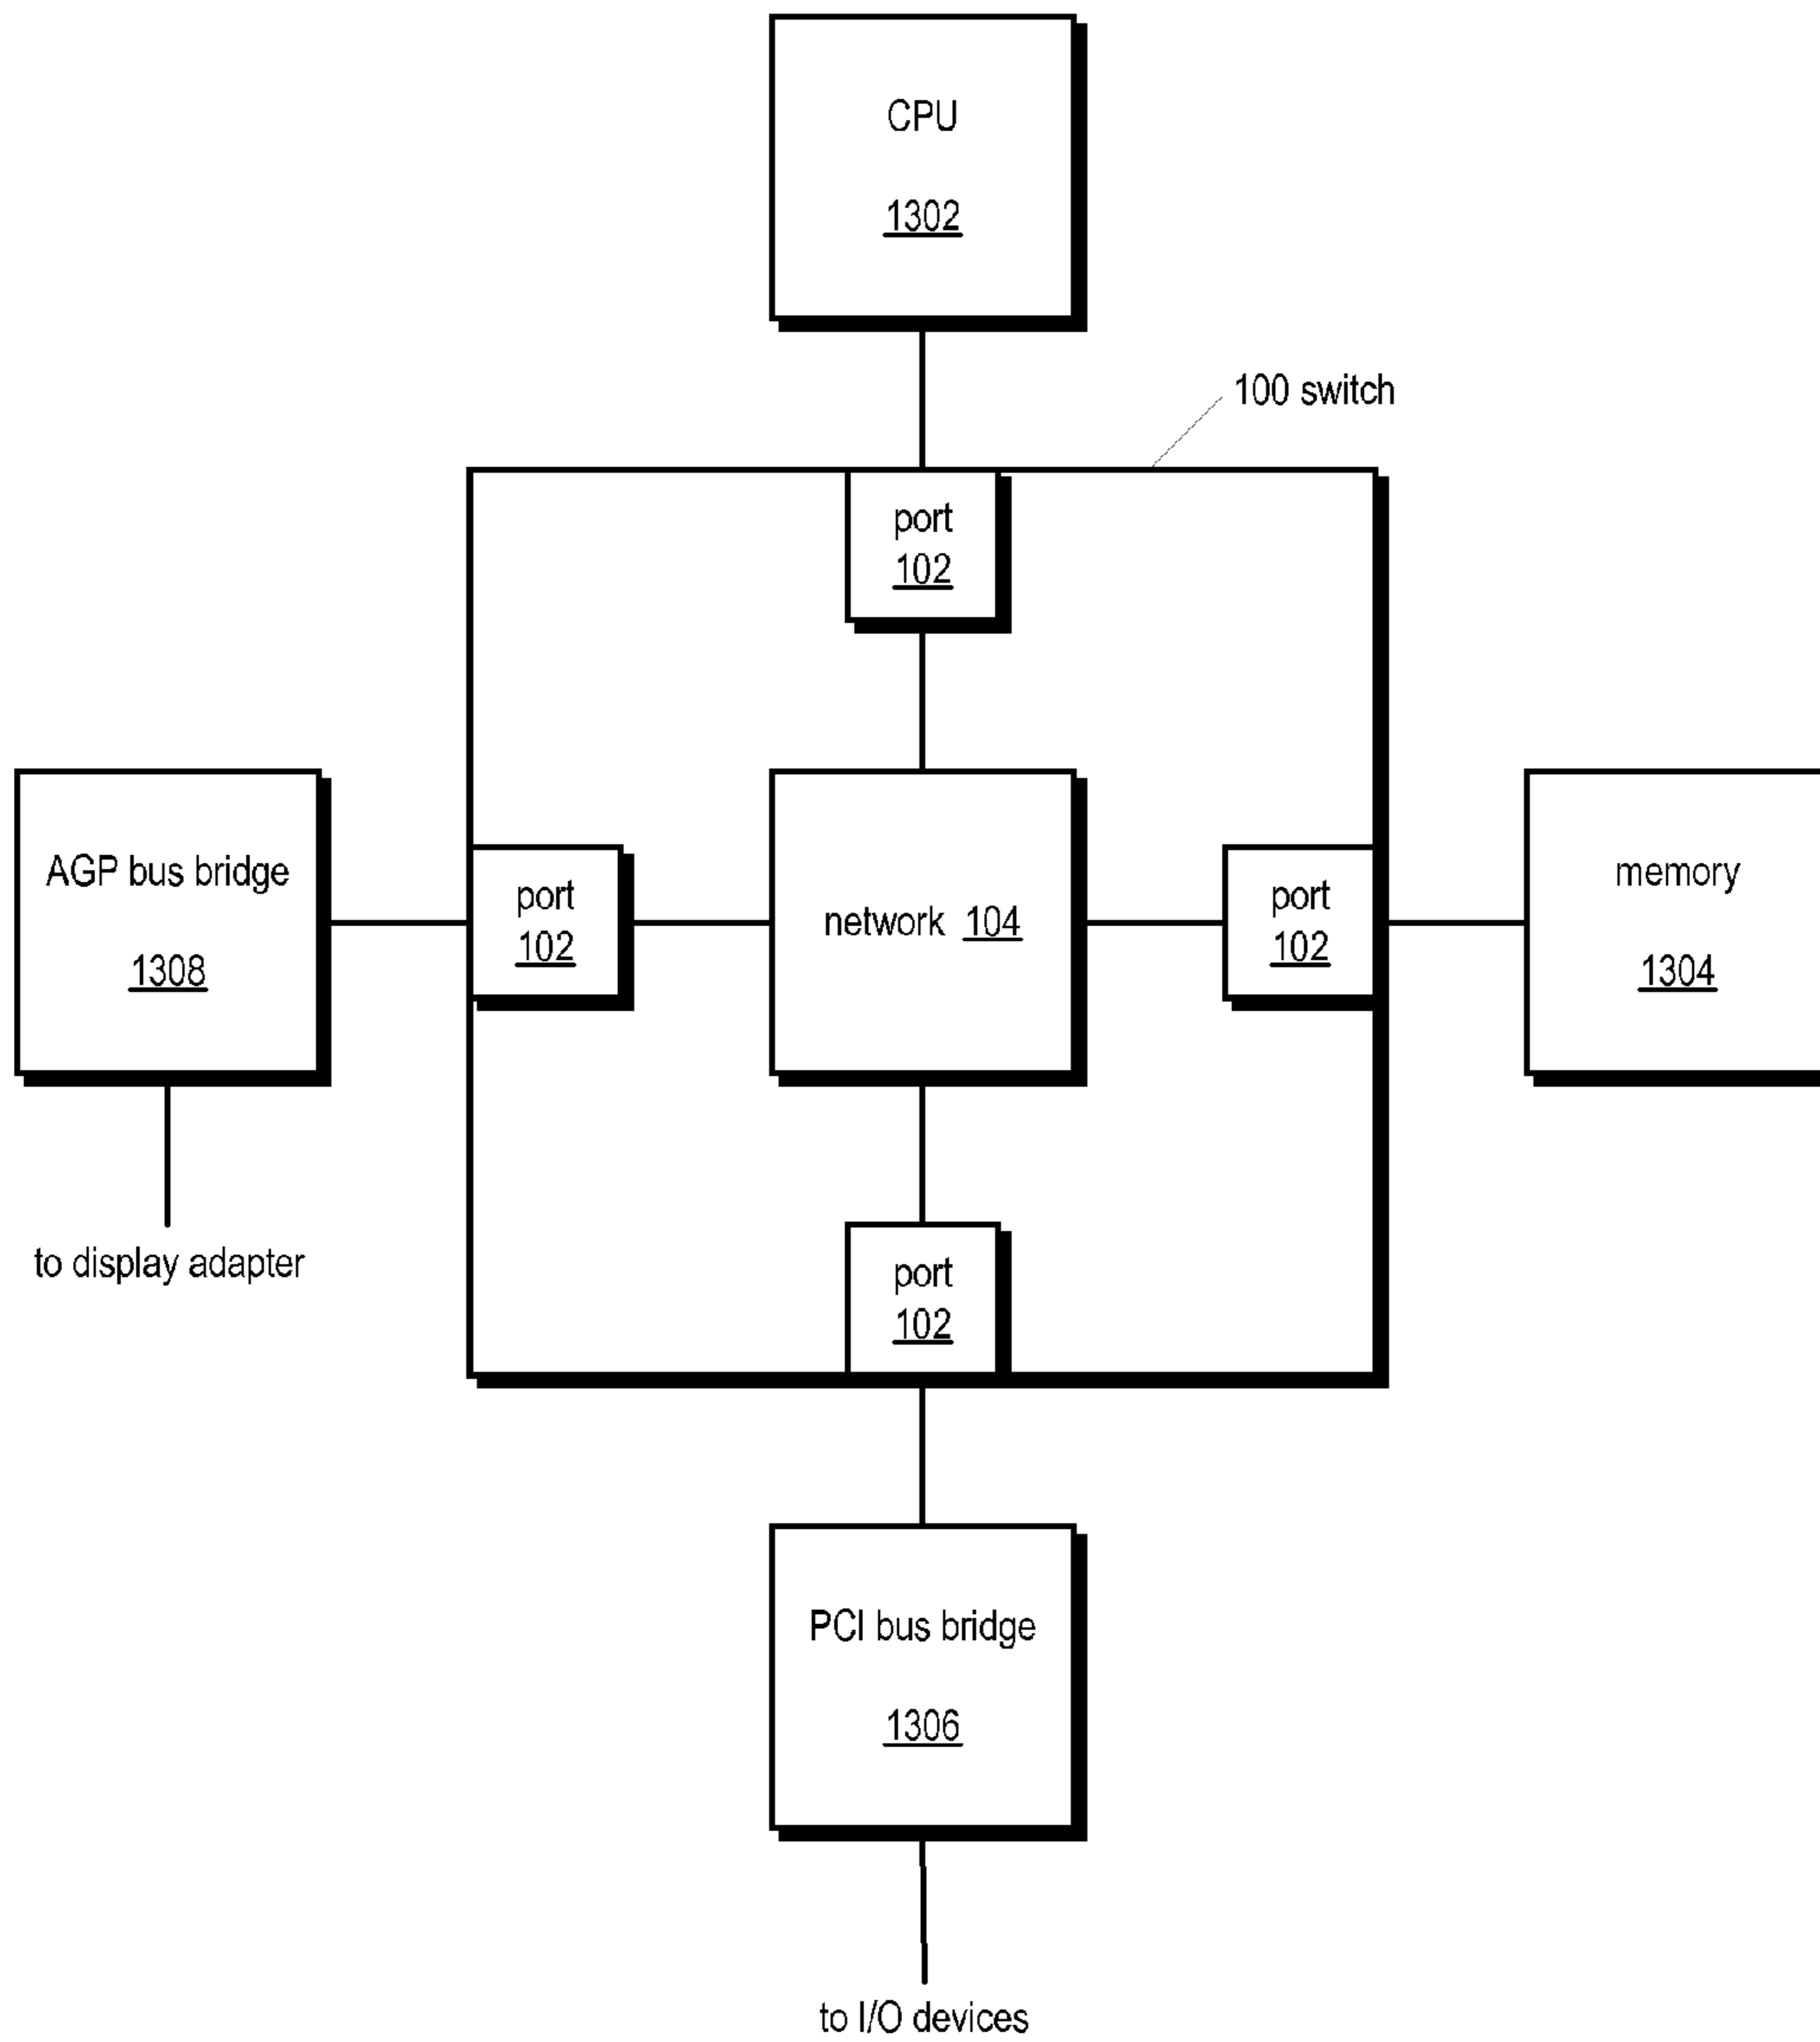 CPU
1302
100 switch
port
102
AGP bus bridge
1308
port
102
network 104
port
102
memory
1304
to display adapter
port
102
PCI bus bridge
1306
to I/O devices